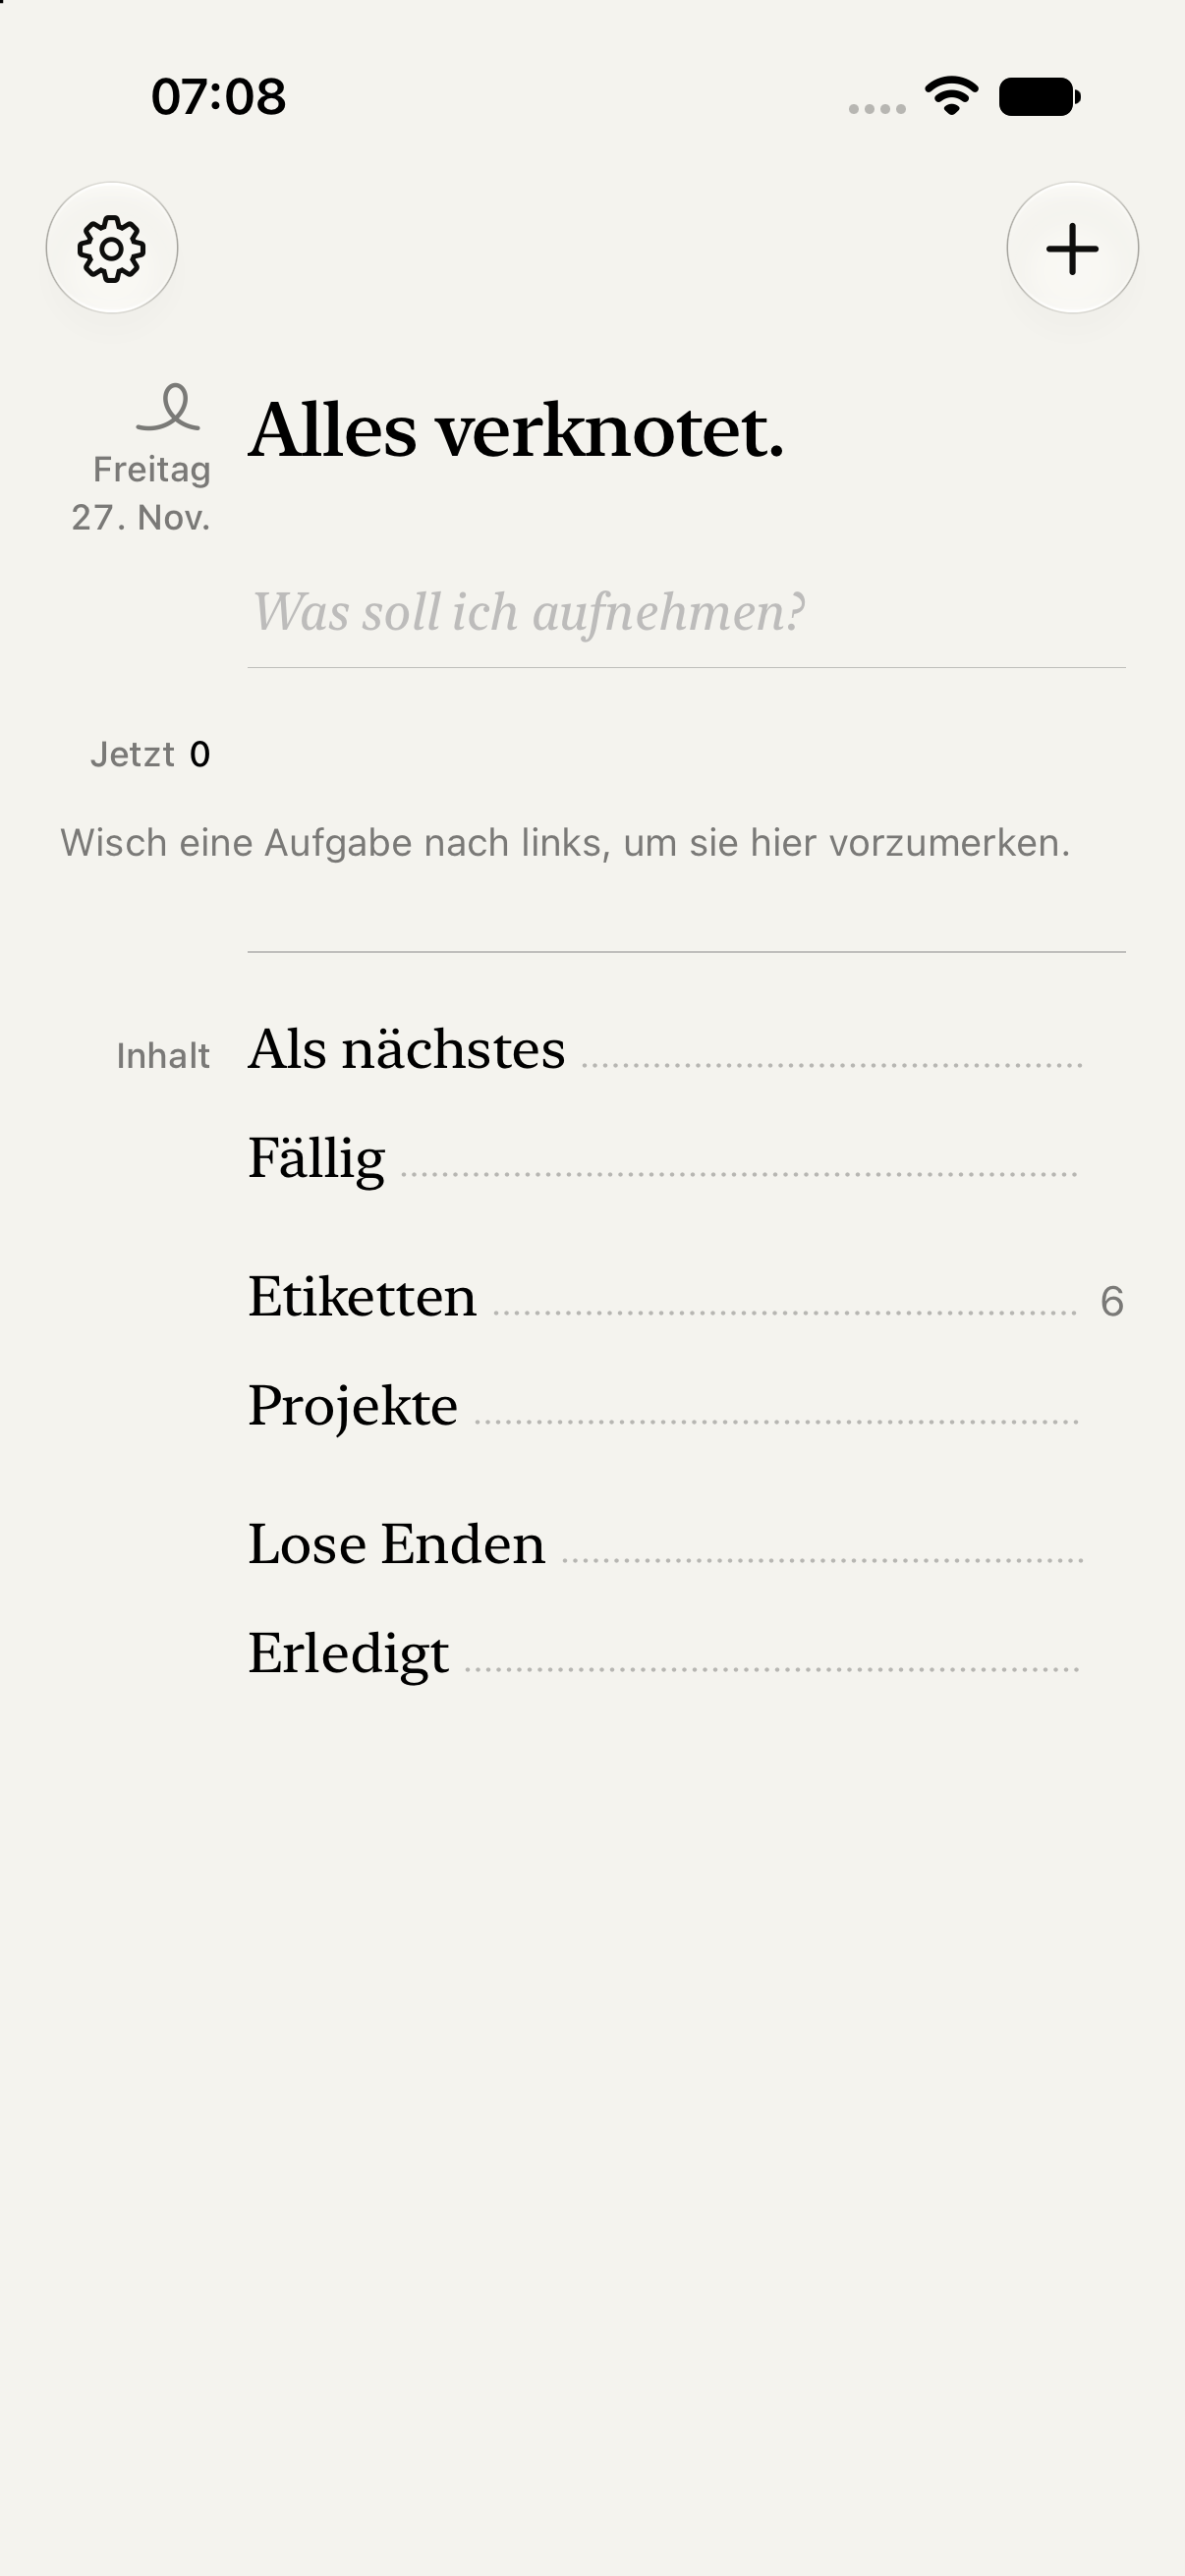 07:08
Alles verknotet.
Freitag
27. Nov.
Was soll ich aufnehmen?
Jetzt 0
Wisch eine Aufgabe nach links, um sie hier vorzumerken.
Inhalt Als nächstes
Fällig
Etiketten 6
Projekte
Lose Enden
Erledigt